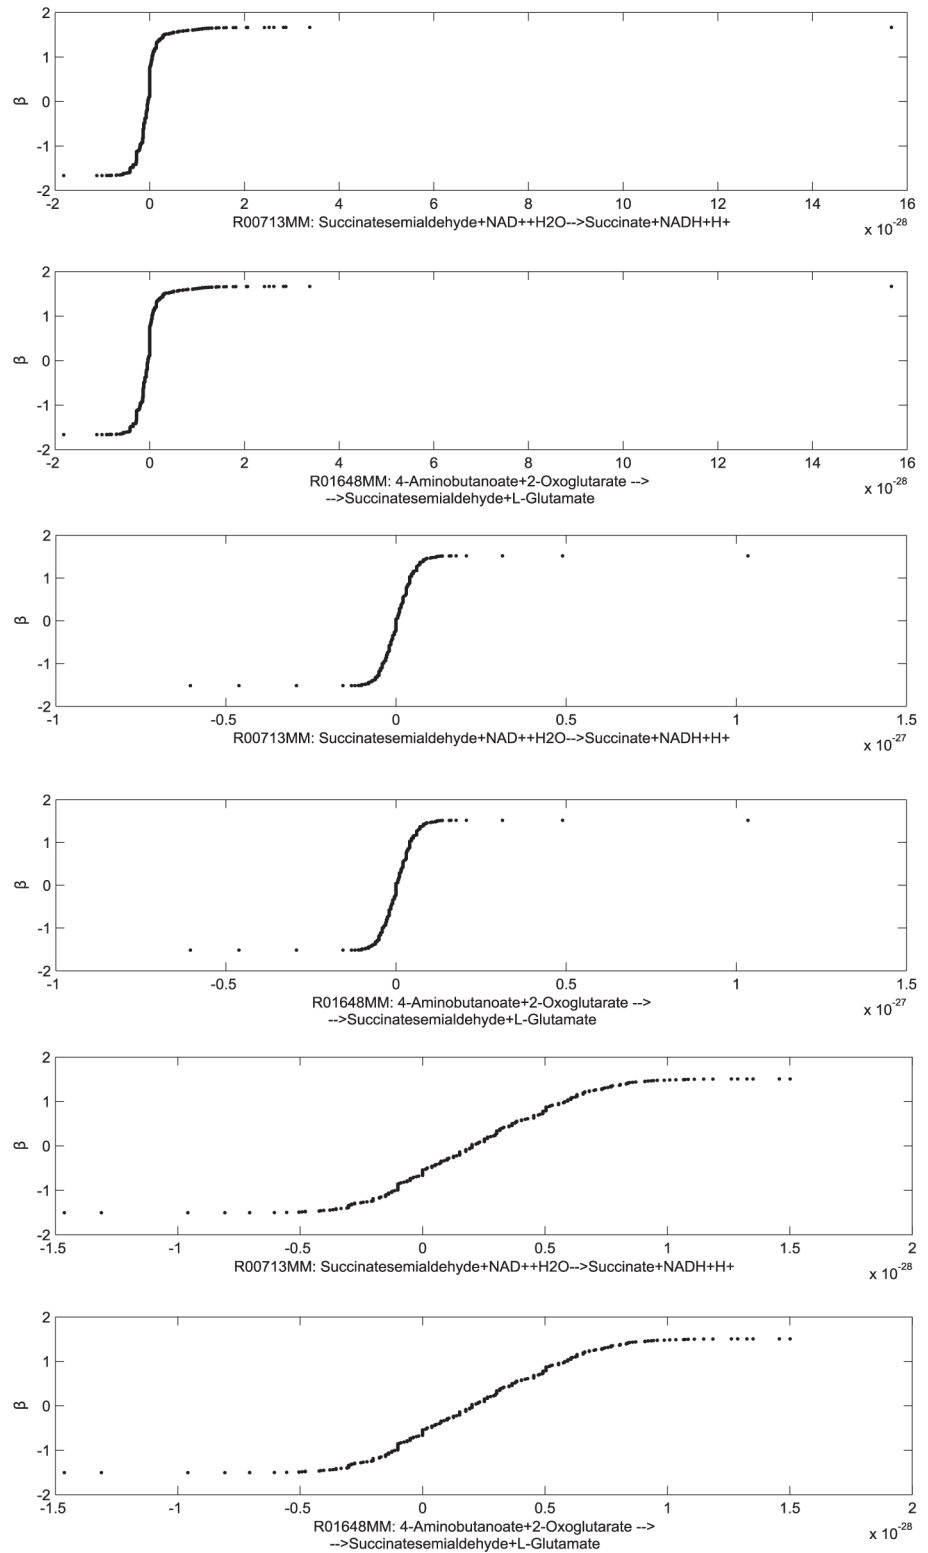 2
1
0
-1
-2
β
-2 0 2 4 6 8 10 12 14 16
R00713MM: Succinatesemialdehyde+NAD++H2O-->Succinate+NADH+H+
x 10-28
2
1
0
-1
-2
β
-2 0 2 4 6 8 10 12 14 16
R01648MM: 4-Aminobutanoate+2-Oxoglutarate -->
-->Succinatesemialdehyde+L-Glutamate
x 10-28
2
1
0
-1
-2
β
-1 -0.5 0 0.5 1 1.5
R00713MM: Succinatesemialdehyde+NAD++H2O-->Succinate+NADH+H+
x 10-27
2
1
0
-1
-2
β
-1 -0.5 0 0.5 1 1.5
R01648MM: 4-Aminobutanoate+2-Oxoglutarate -->
-->Succinatesemialdehyde+L-Glutamate
x 10-27
2
1
0
-1
-2
β
-1.5 -1 -0.5 0 0.5 1 1.5 2
R00713MM: Succinatesemialdehyde+NAD++H2O-->Succinate+NADH+H+
x 10-28
2
1
0
-1
-2
β
-1.5 -1 -0.5 0 0.5 1 1.5 2
R01648MM: 4-Aminobutanoate+2-Oxoglutarate -->
-->Succinatesemialdehyde+L-Glutamate
x 10-28